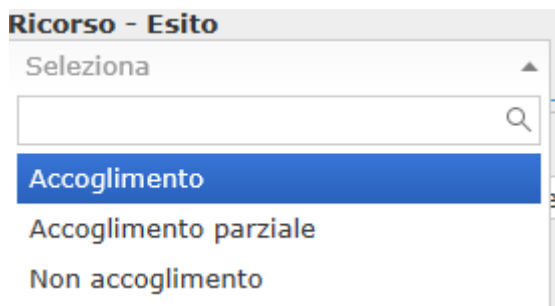 Ricorso - Esito
Seleziona
Accoglimento
Accoglimento parziale
Non accoglimento